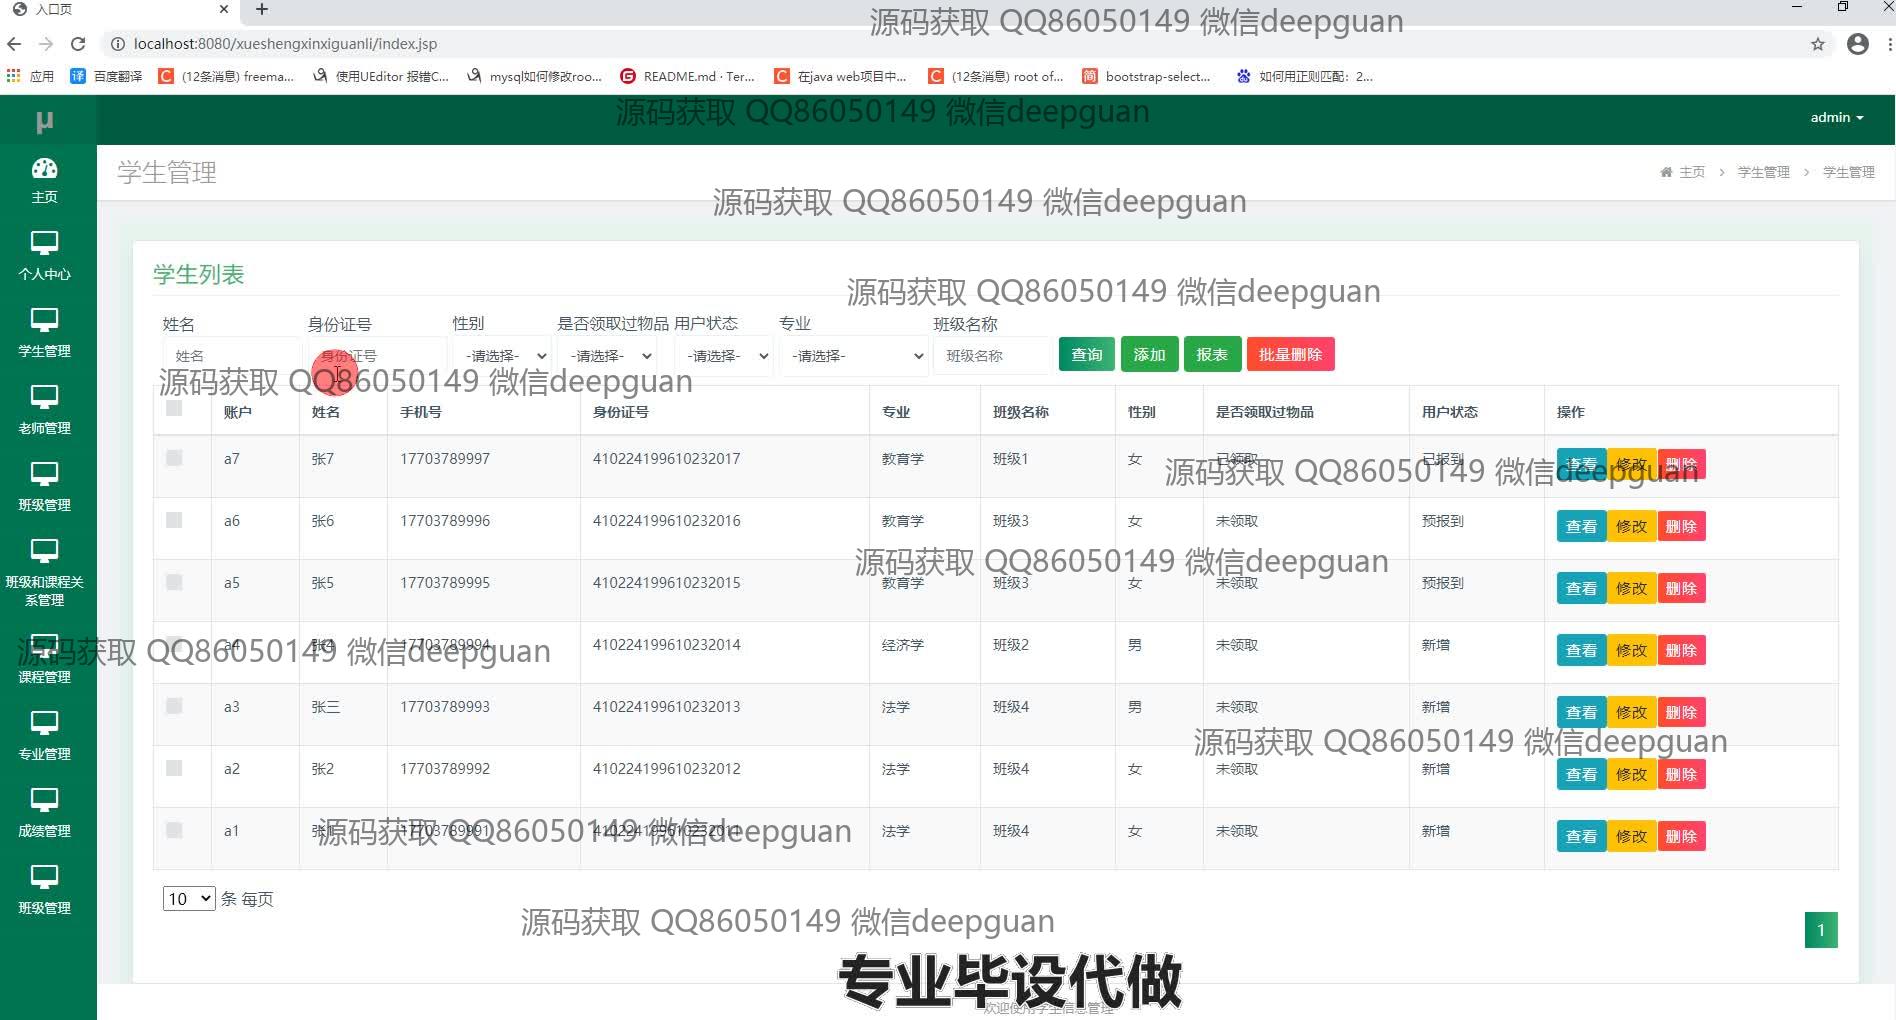 入口页
源码获取 QQ86050149 微信deepguan
localhost:8080/xueshengxinxiguanli/index.jsp
应用 百度翻译 (12条消息) freema... 使用UEditor 报错C... mysql如何修改roo... README.md · Ter... 在java web项目中... (12条消息) root of... bootstrap-select... 如何用正则匹配：2...
源码获取 QQ86050149 微信deepguan
μ admin
学生管理 主页 > 学生管理 > 学生管理
主页
源码获取 QQ86050149 微信deepguan
个人中心
学生管理
老师管理
班级管理
班级和课程关
系管理
课程管理
专业管理
成绩管理
班级管理
学生列表
源码获取 QQ86050149 微信deepguan
姓名 身份证号 性别 是否领取过物品 用户状态 专业 班级名称
姓名 身份证号 -请选择- -请选择- -请选择- -请选择- 班级名称 查询 添加 报表 批量删除
源码获取 QQ86050149 微信deepguan
账户 姓名 手机号 身份证号 专业 班级名称 性别 是否领取过物品 用户状态 操作
a7 张7 17703789997 410224199610232017 教育学 班级1 女 已领取 已报到 查看 修改 删除
源码获取 QQ86050149 微信deepguan
a6 张6 17703789996 410224199610232016 教育学 班级3 女 未领取 预报到 查看 修改 删除
源码获取 QQ86050149 微信deepguan
a5 张5 17703789995 410224199610232015 教育学 班级3 女 未领取 预报到 查看 修改 删除
a4 张4 17703789994 410224199610232014 经济学 班级2 男 未领取 新增 查看 修改 删除
源码获取 QQ86050149 微信deepguan
a3 张三 17703789993 410224199610232013 法学 班级4 男 未领取 新增 查看 修改 删除
源码获取 QQ86050149 微信deepguan
a2 张2 17703789992 410224199610232012 法学 班级4 女 未领取 新增 查看 修改 删除
a1 张1 17703789991 410224199610232011 法学 班级4 女 未领取 新增 查看 修改 删除
源码获取 QQ86050149 微信deepguan
10 条 每页
源码获取 QQ86050149 微信deepguan
1
专业毕设代做
欢迎使用学生信息管理